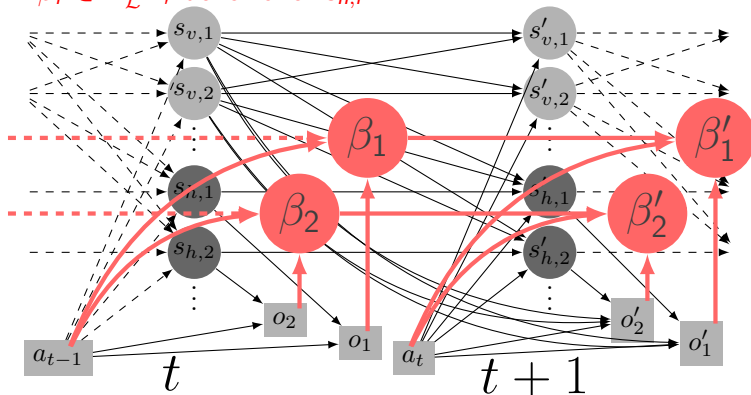 s_{v,1} s'_{v,1}
s_{v,2} s'_{v,2}
β_1 β'_1
s_{h,1} s'_{h,1}
β_2 β'_2
s_{h,2} s'_{h,2}
o_2 o'_2
o_1 o'_1
a_{t−1} a_t
t t + 1